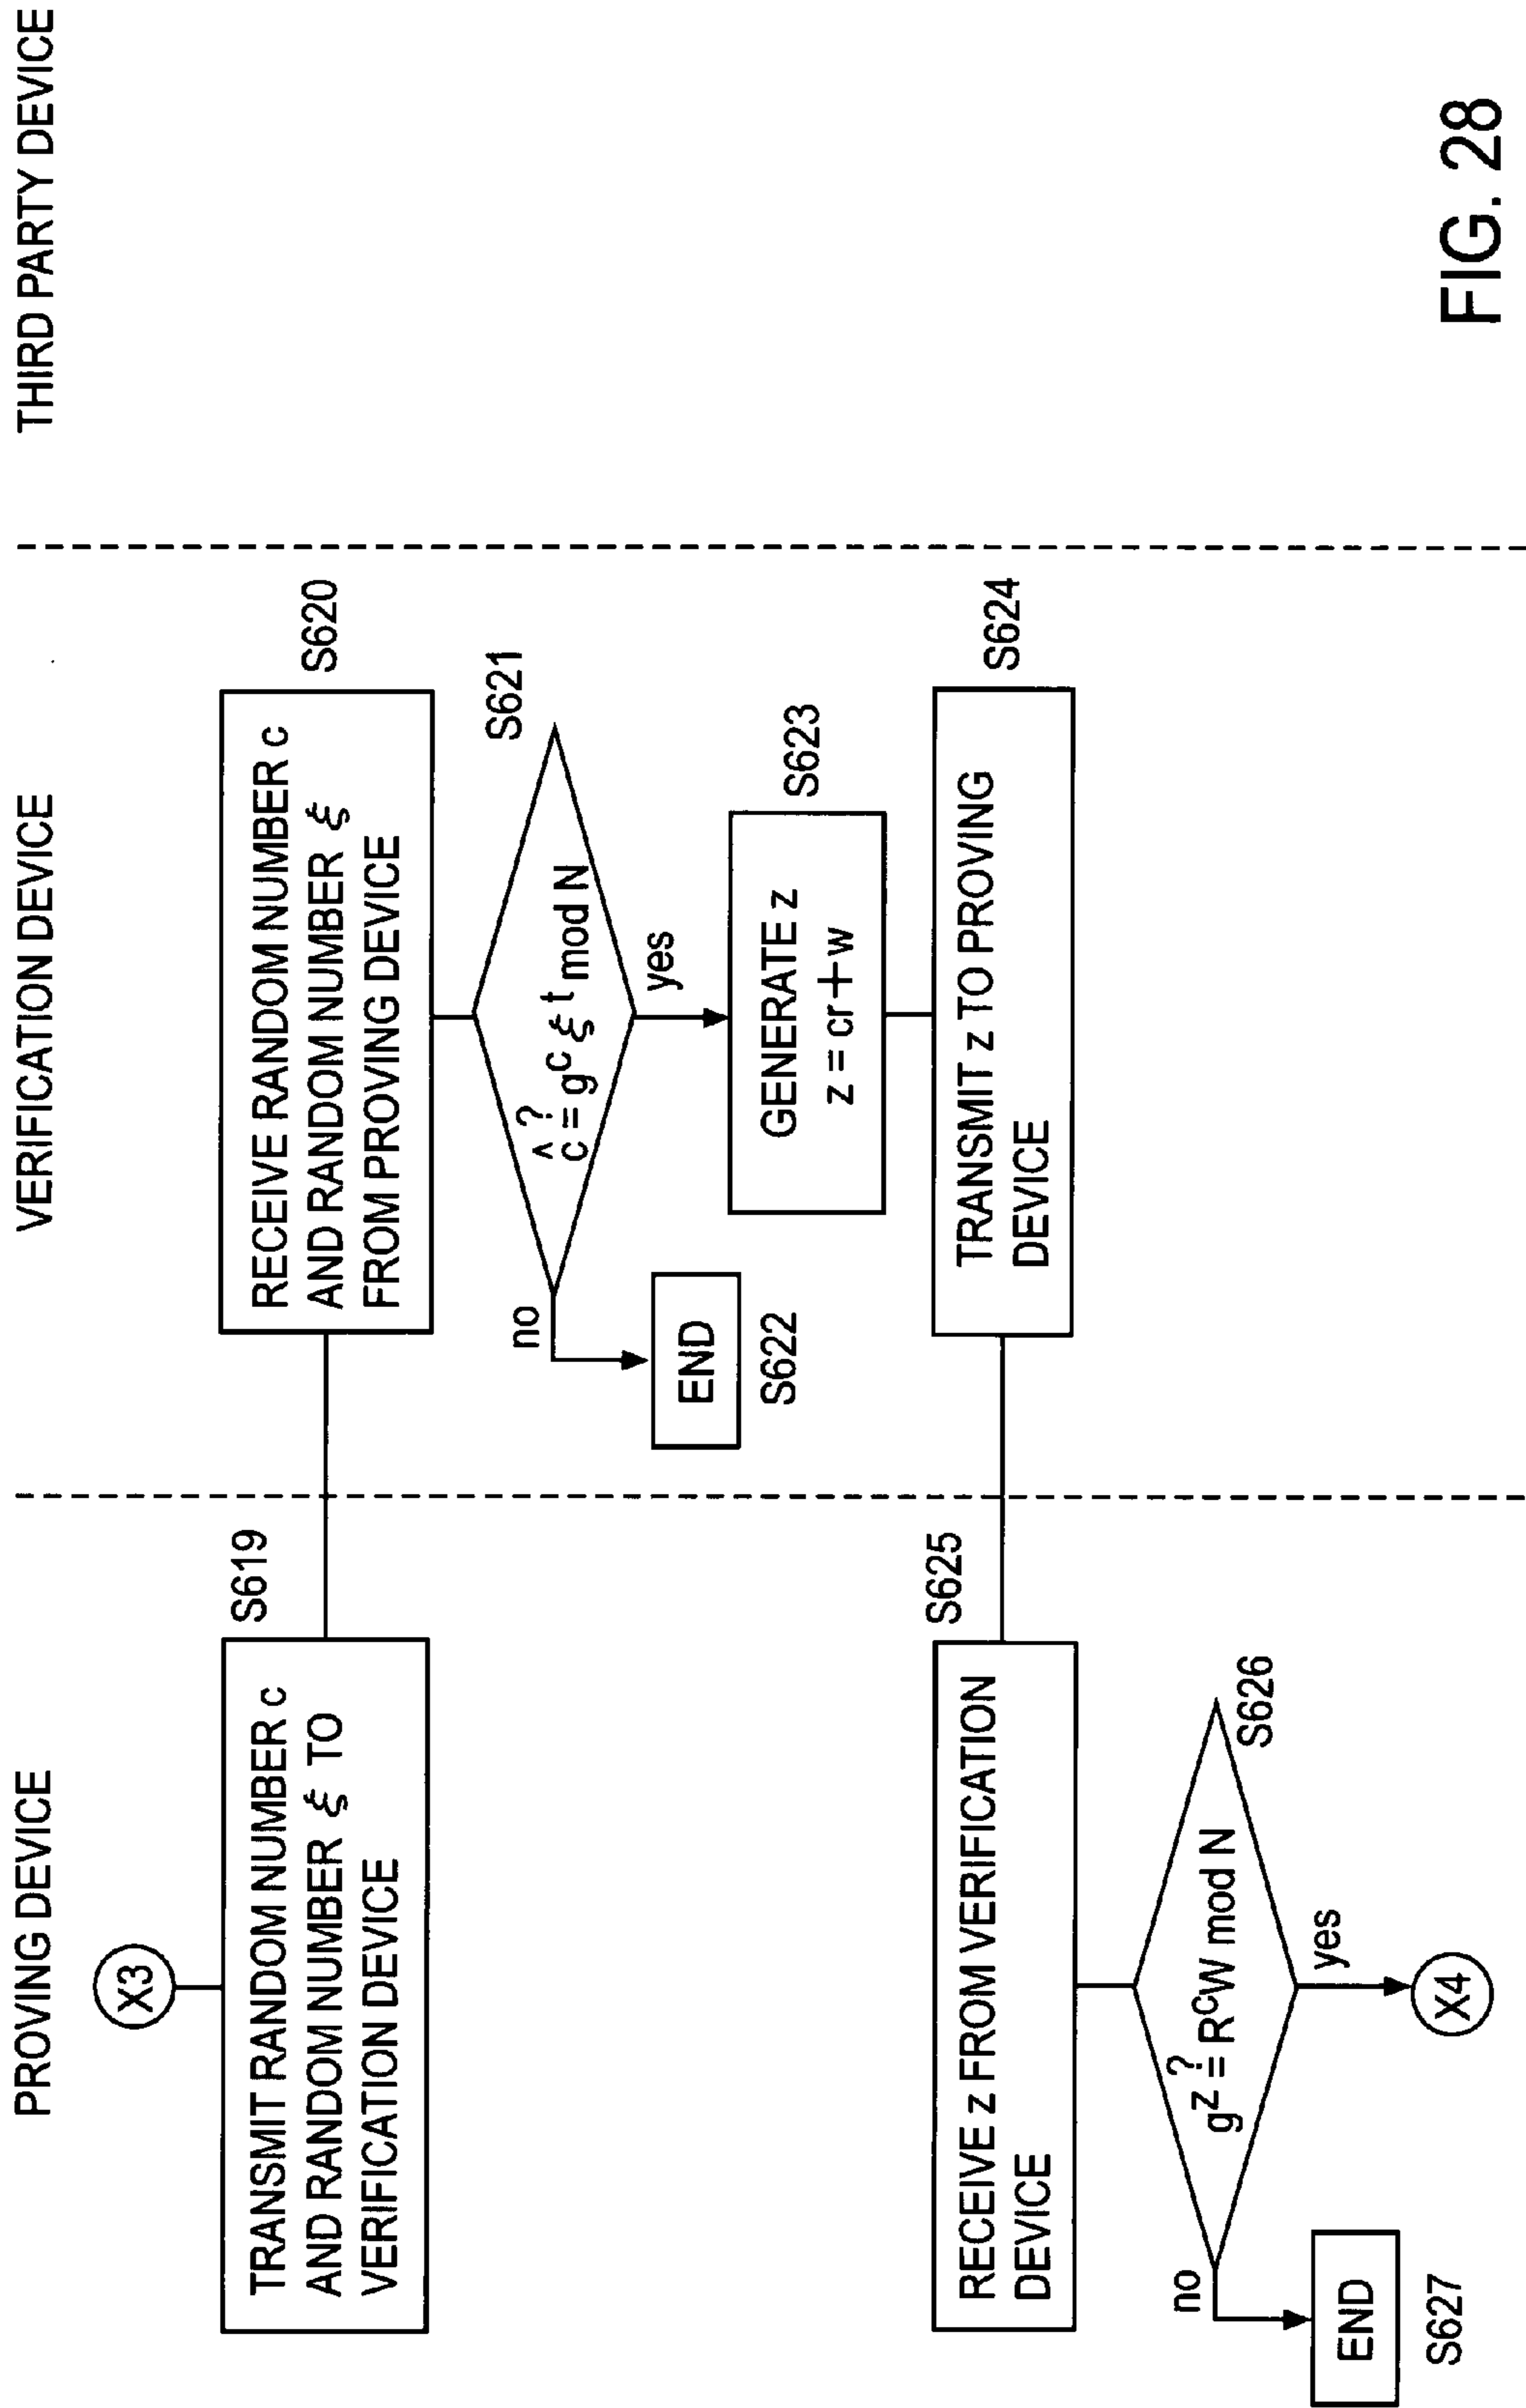 PROVING DEVICE
VERIFICATION DEVICE
THIRD PARTY DEVICE
X3
S619
TRANSMIT RANDOM NUMBER c
AND RANDOM NUMBER ξ TO
VERIFICATION DEVICE
S620
RECEIVE RANDOM NUMBER c
AND RANDOM NUMBER ξ
FROM PROVING DEVICE
S621
ĉ ≟ g^c ξ^t mod N
no
yes
END
S622
S623
GENERATE z
z = cr+w
S624
TRANSMIT z TO PROVING
DEVICE
S625
RECEIVE z FROM VERIFICATION
DEVICE
S626
g^z ≟ R^cW mod N
no
yes
END
S627
X4
FIG. 28